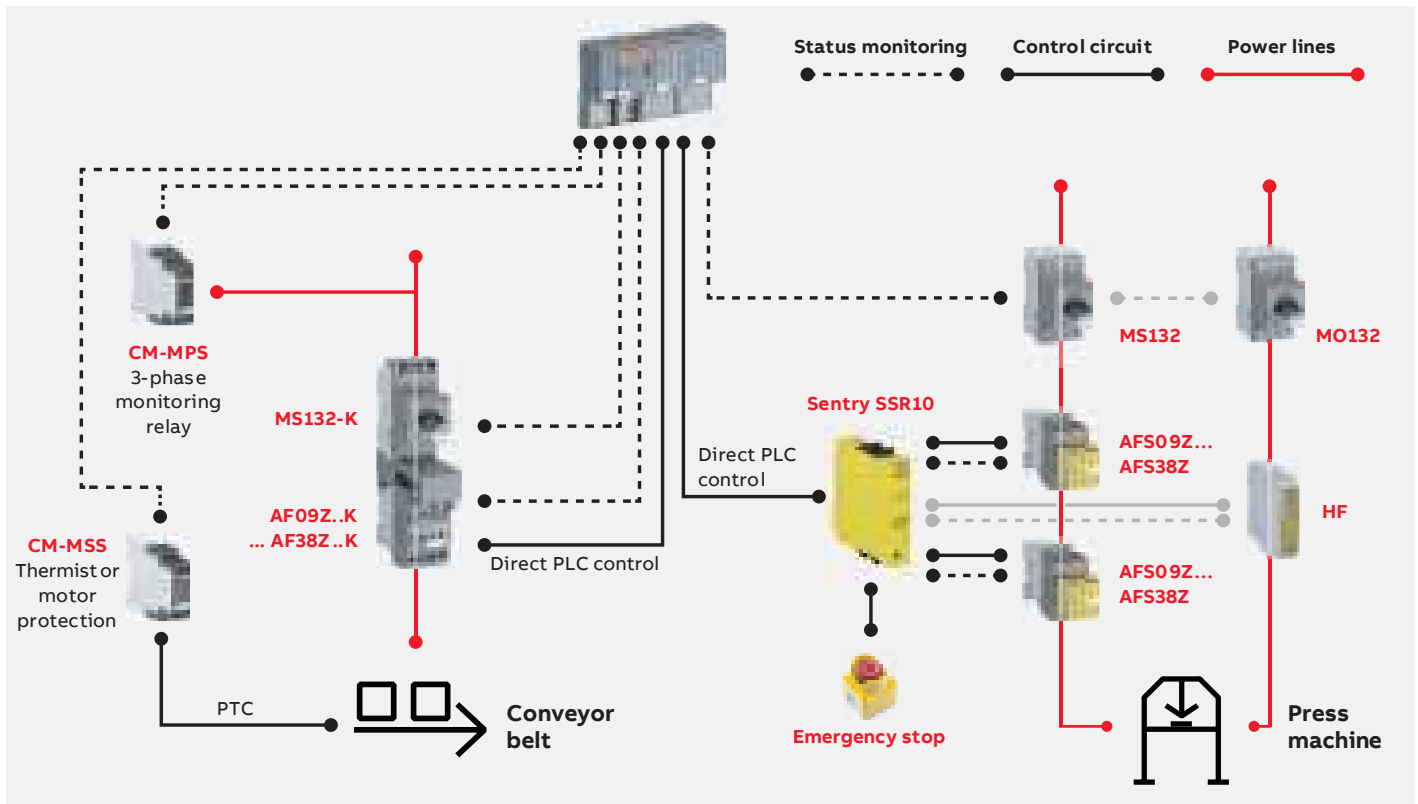 Status monitoring
Control circuit
Power lines
CM-MPS
3-phase
monitoring
relay
MS132-K
AF09Z..K
... AF38Z..K
Direct PLC control
CM-MSS
Thermistor
motor
protection
PTC
Conveyor
belt
Direct PLC
control
Sentry SSR10
Emergency stop
MS132
MO132
AFS09Z...
AFS38Z
HF
AFS09Z...
AFS38Z
Press
machine